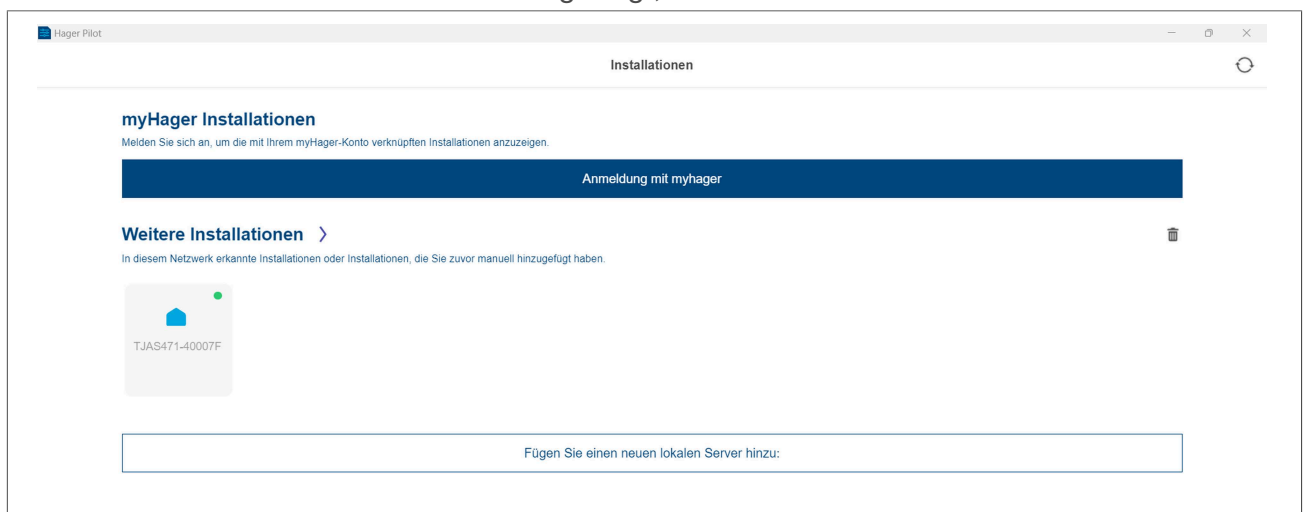 Hager Pilot
Installationen
myHager Installationen
Melden Sie sich an, um die mit Ihrem myHager-Konto verknüpften Installationen anzuzeigen.
Anmeldung mit myhager
Weitere Installationen
In diesem Netzwerk erkannte Installationen oder Installationen, die Sie zuvor manuell hinzugefügt haben.
TJAS471-40007F
Fügen Sie einen neuen lokalen Server hinzu: